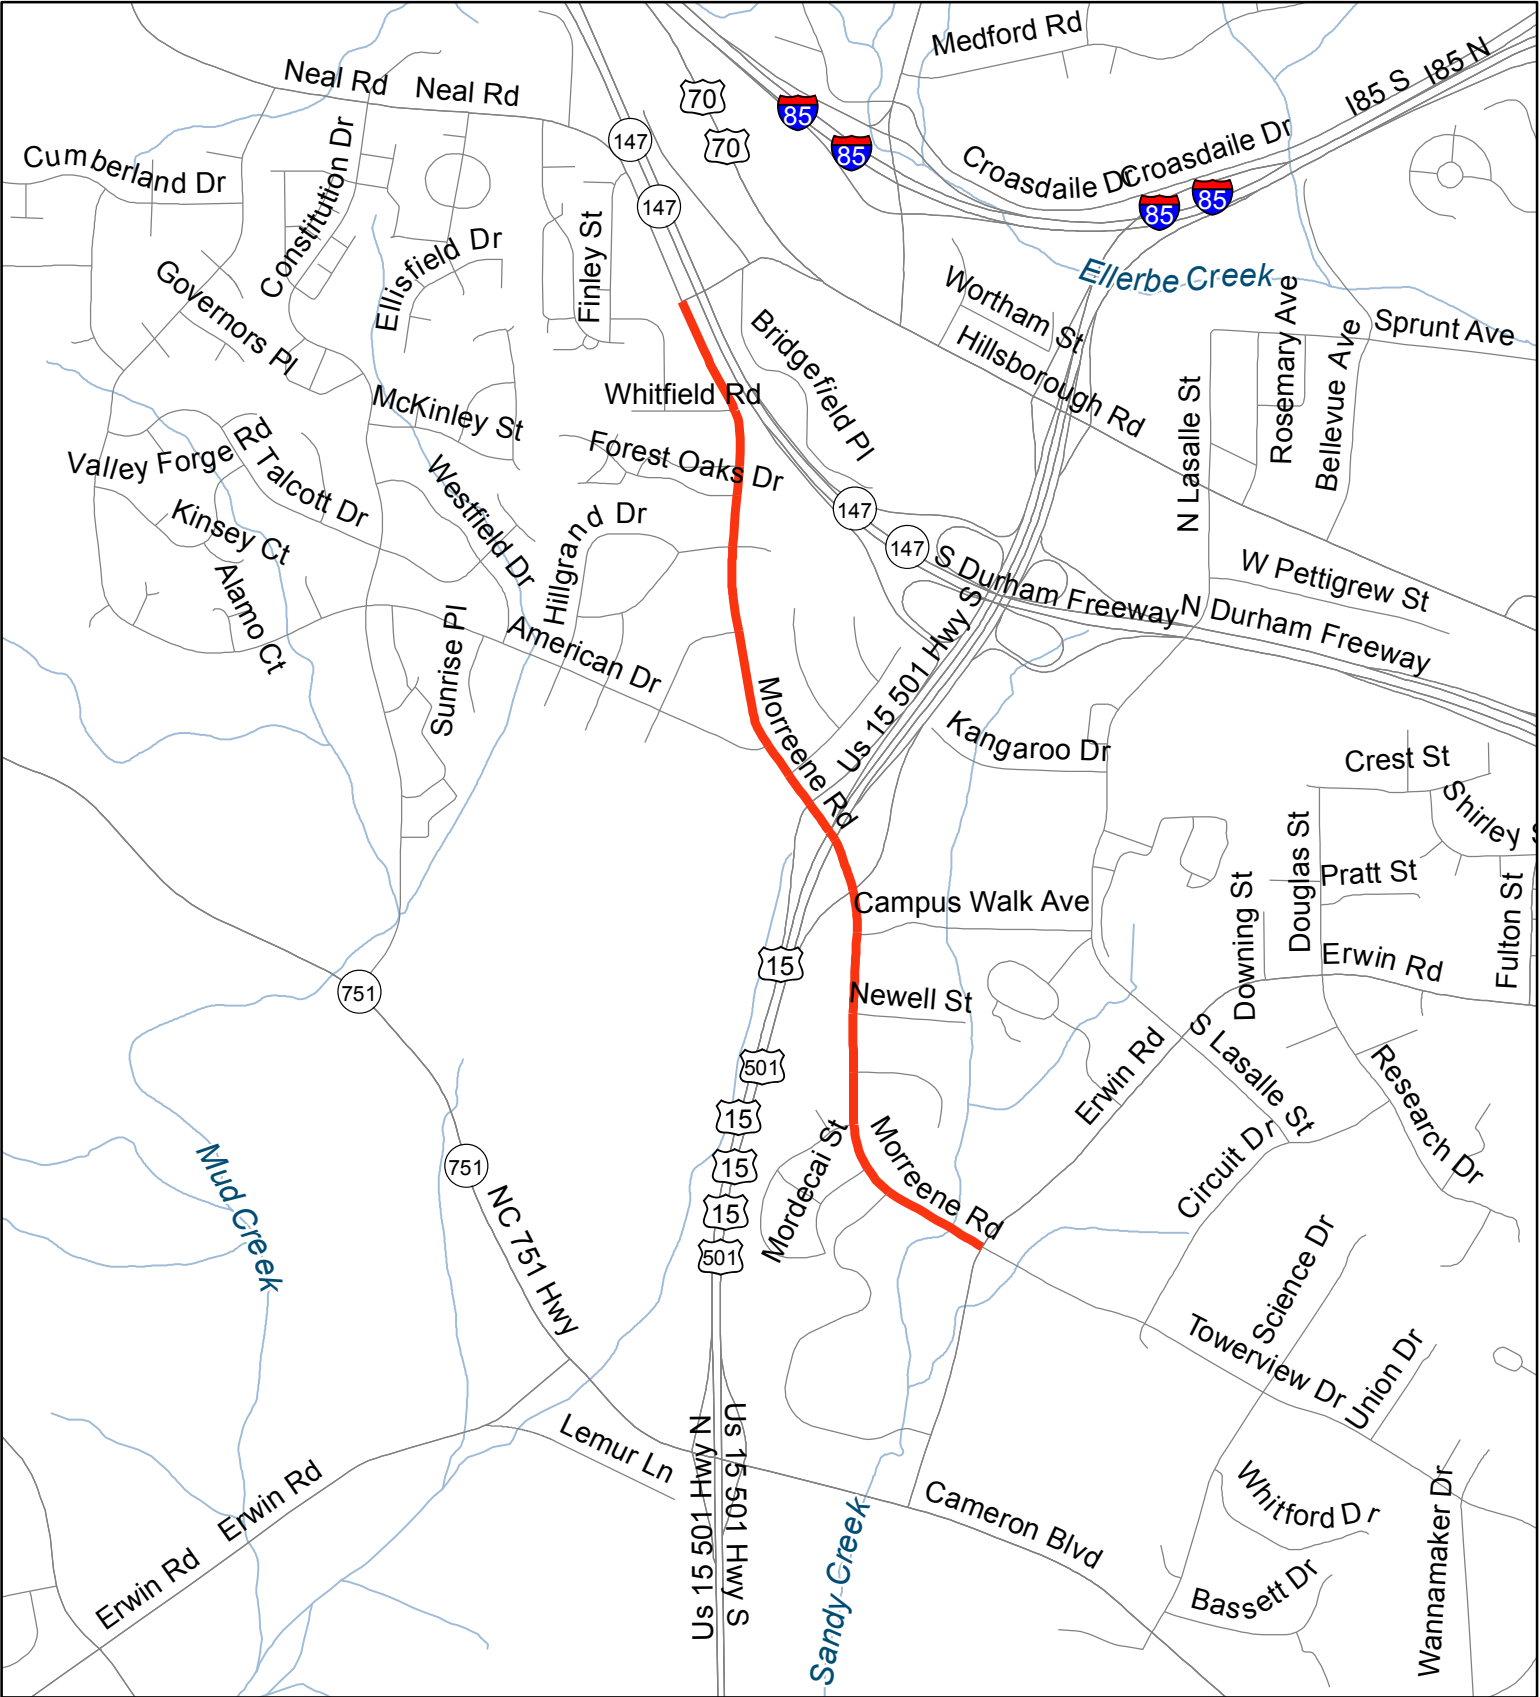 Medford Rd
I85 S
I85 N
Neal Rd
Neal Rd
70
85
147
70
85
Croasdaile Dr
Croasdaile Dr
Cumberland Dr
Constitution Dr
147
85
85
Finley St
Ellisfield Dr
Governors Pl
Ellerbe Creek
Wortham St
Hillsborough Rd
Rosemary Ave
Bellevue Ave
Sprunt Ave
Bridgefield Pl
Whitfield Rd
McKinley St
N Lasalle St
Valley Forge Rd
Talcott Dr
Forest Oaks Dr
Westfield Dr
Kinsey Ct
Hillgrand Dr
147
147
S Durham Freeway
N Durham Freeway
W Pettigrew St
Alamo Ct
Sunrise Pl
American Dr
Us 15 501 Hwy S
Morreene Rd
Kangaroo Dr
Crest St
Shirley S
Douglas St
Pratt St
Downing St
Fulton St
Campus Walk Ave
Erwin Rd
15
751
Newell St
S Lasalle St
Erwin Rd
Research Dr
501
15
15
15
501
Mordecai St
Morreene Rd
Circuit Dr
Mud Creek
751
NC 751 Hwy
Science Dr
Towerview Dr
Union Dr
Us 15 501 Hwy N
Us 15 501 Hwy S
Lemur Ln
Erwin Rd
Erwin Rd
Cameron Blvd
Sandy Creek
Whitford Dr
Bassett Dr
Wannamaker Dr